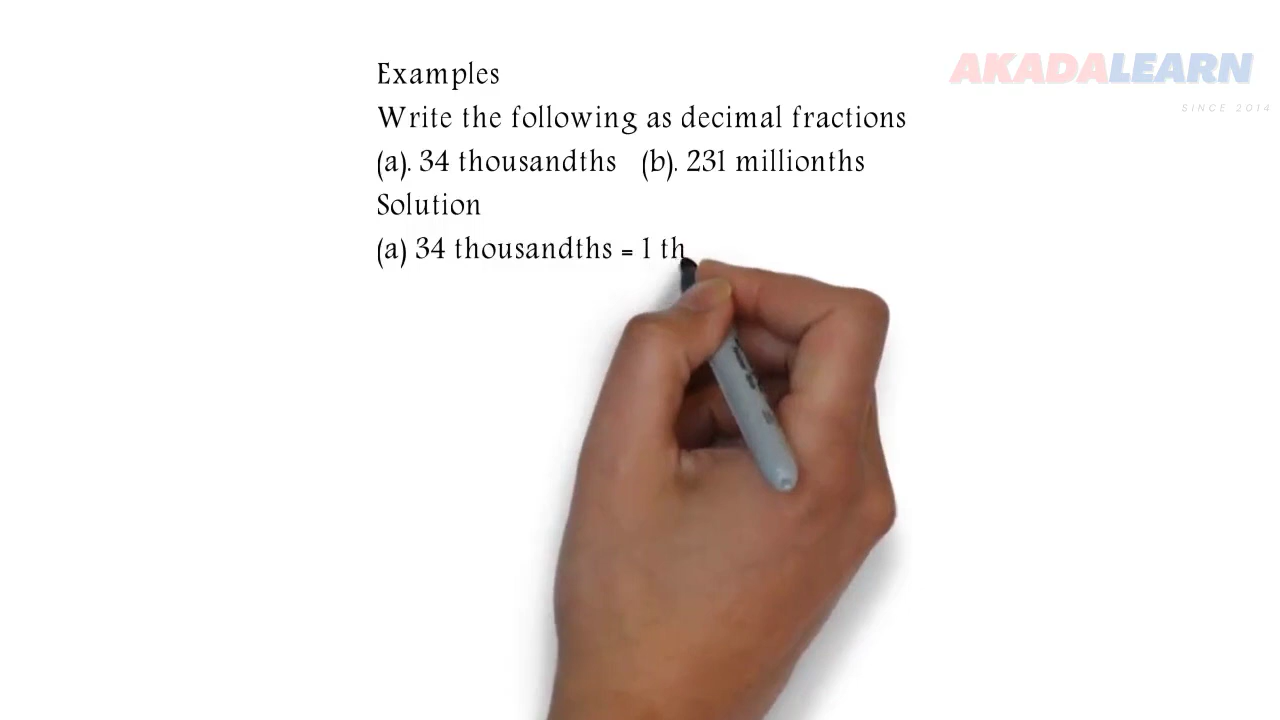 AKADALEARN
SINCE 2014
Examples
Write the following as decimal fractions
(a). 34 thousandths (b). 231 millionths
Solution
(a) 34 thousandths = 1 th